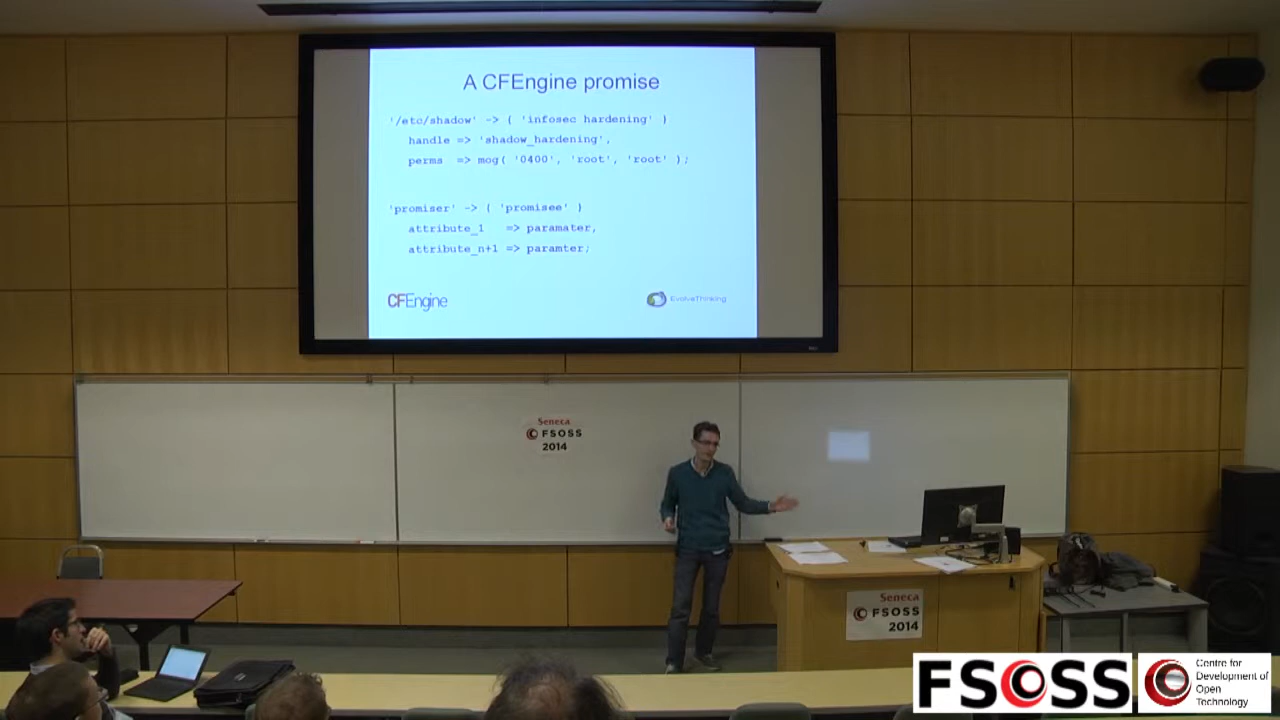 A CFEngine promise
'/etc/shadow' -> { 'infosec hardening' }
handle => 'shadow_hardening',
perms => mog( '0400', 'root', 'root' );
'promiser' -> { 'promisee' }
attribute_1 => paramater,
attribute_n+1 => paramter;
CFEngine
EvolveThinking
Seneca
FSOSS
2014
Seneca
FSOSS
2014
FSOSS
Centre for
Development of
Open
Technology